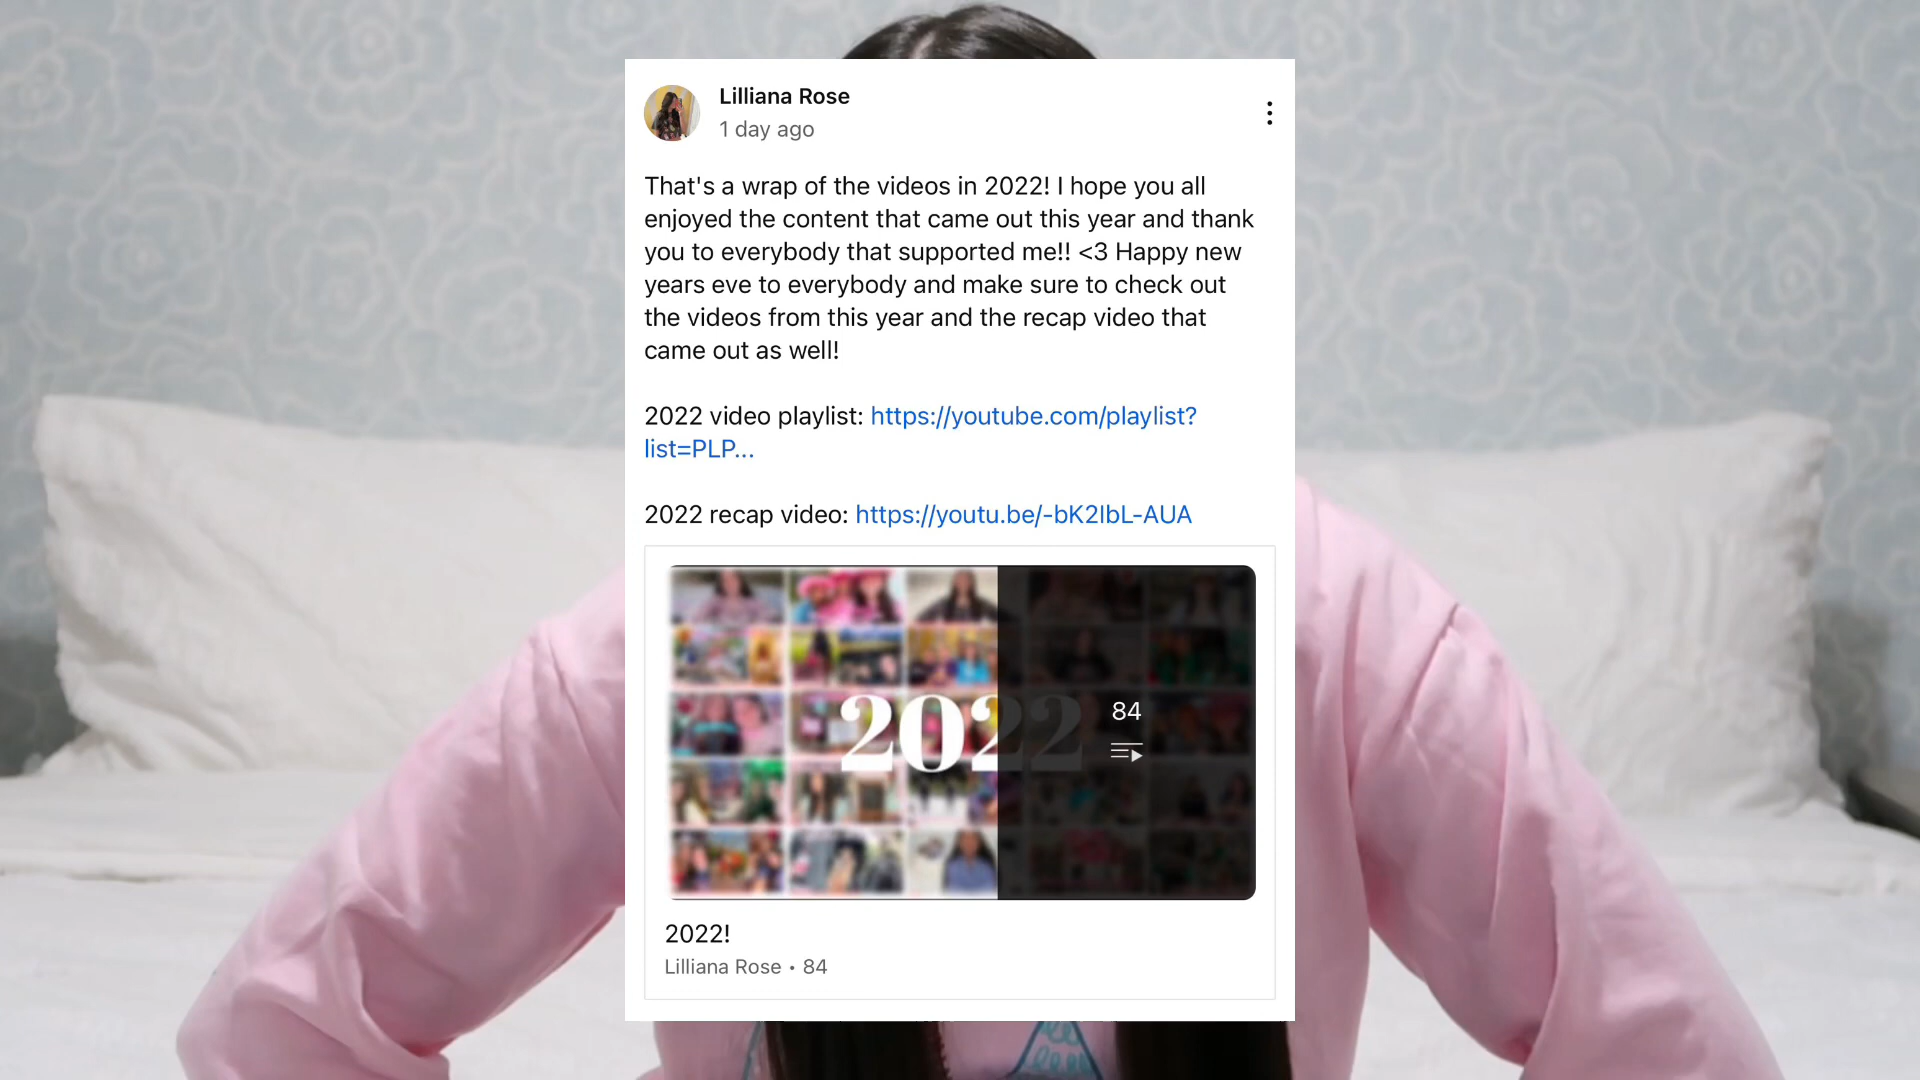 Lilliana Rose
1 day ago
That's a wrap of the videos in 2022! I hope you all
enjoyed the content that came out this year and thank
you to everybody that supported me!! <3 Happy new
years eve to everybody and make sure to check out
the videos from this year and the recap video that
came out as well!
2022 video playlist: https://youtube.com/playlist?
list=PLP...
2022 recap video: https://youtu.be/-bK2IbL-AUA
2022
84
2022!
Lilliana Rose • 84